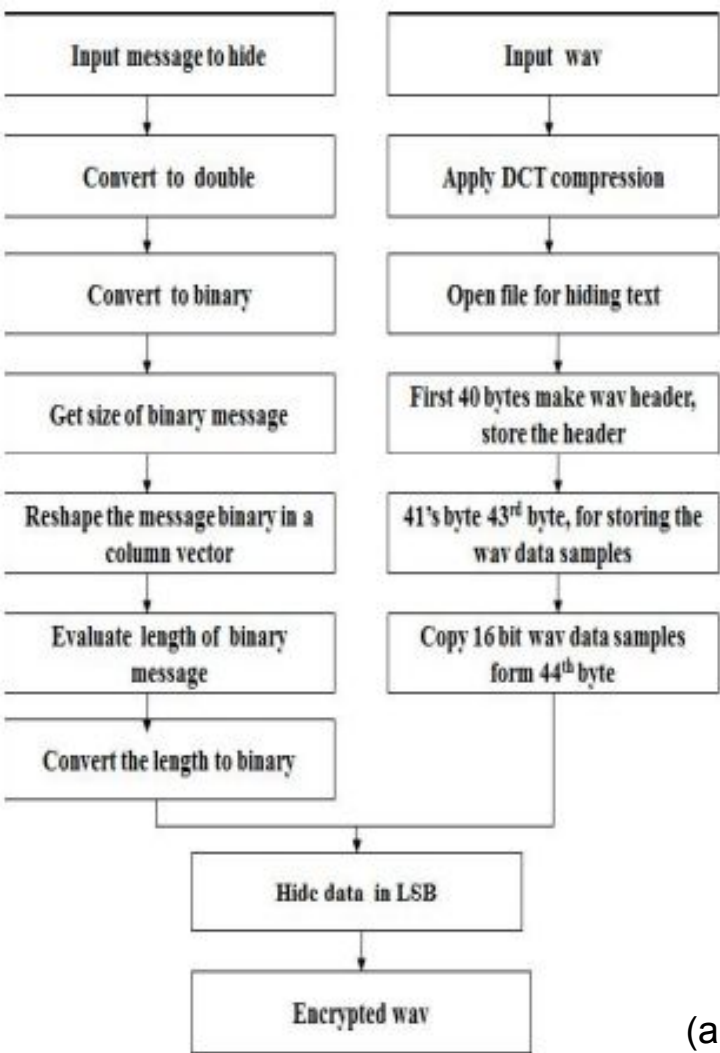 Input message to hide
Convert to double
Convert to binary
Get size of binary message
Reshape the message binary in a
column vector
Evaluate length of binary
message
Convert the length to binary
Input wav
Apply DCT compression
Open file for hiding text
First 40 bytes make wav header,
store the header
41's byte 43rd byte, for storing the
wav data samples
Copy 16 bit wav data samples
form 44th byte
Hide data in LSB
Encrypted wav
(a